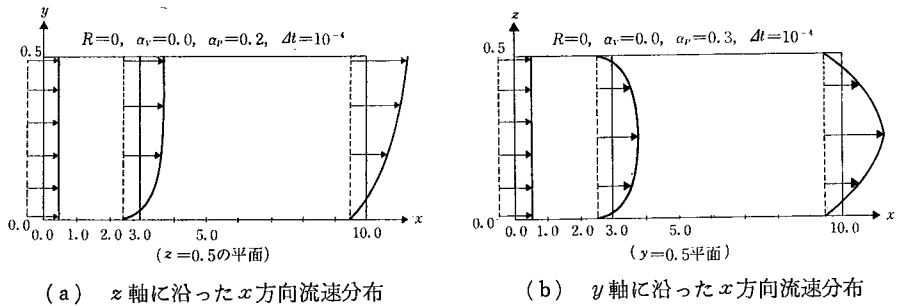 y
R=0, αv=0.0, αp=0.2, Δt=10⁻⁴
0.5
0.0
0.0 1.0 2.0 3.0 5.0 10.0
x
(z=0.5の平面)
(a) z軸に沿ったx方向流速分布
z
R=0, αv=0.0, αp=0.3, Δt=10⁻⁴
0.5
0.0
0.0 1.0 2.0 3.0 5.0 10.0
x
(y=0.5平面)
(b) y軸に沿ったx方向流速分布